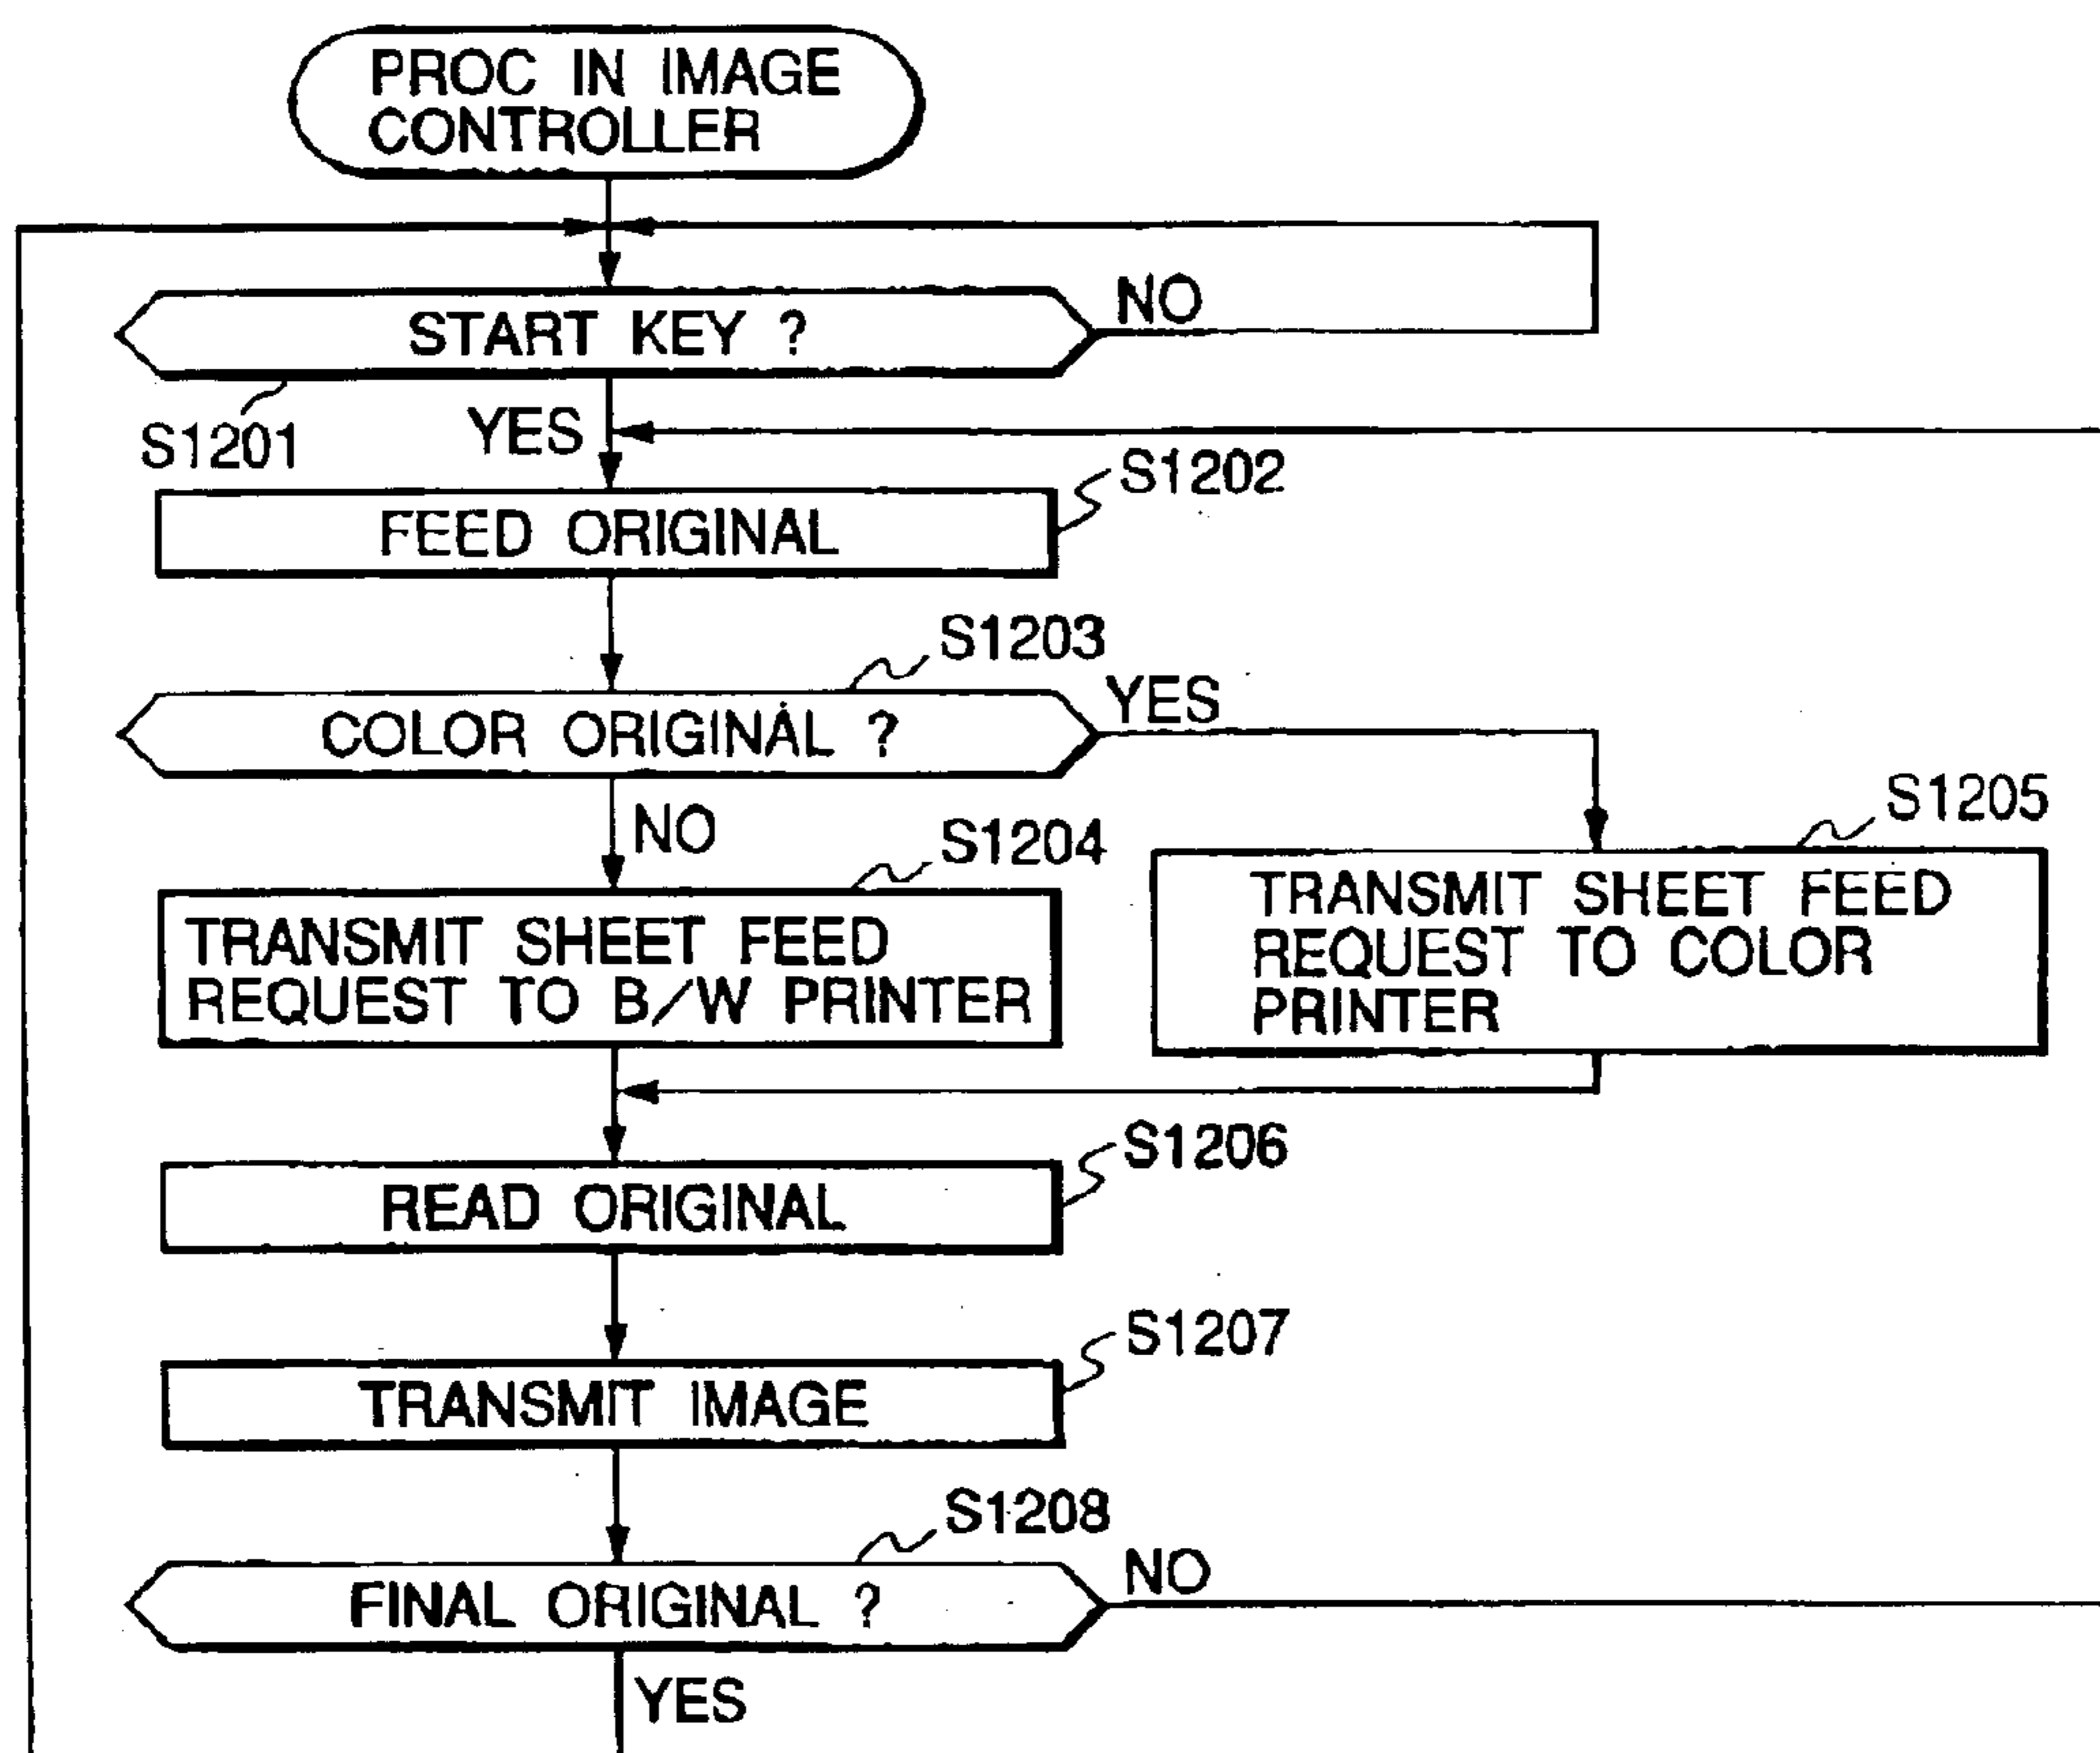 PROC IN IMAGE
CONTROLLER
START KEY ?
NO
S1201
YES
S1202
FEED ORIGINAL
S1203
COLOR ORIGINAL ?
YES
NO
S1204
S1205
TRANSMIT SHEET FEED
REQUEST TO B/W PRINTER
TRANSMIT SHEET FEED
REQUEST TO COLOR
PRINTER
S1206
READ ORIGINAL
S1207
TRANSMIT IMAGE
S1208
FINAL ORIGINAL ?
NO
YES